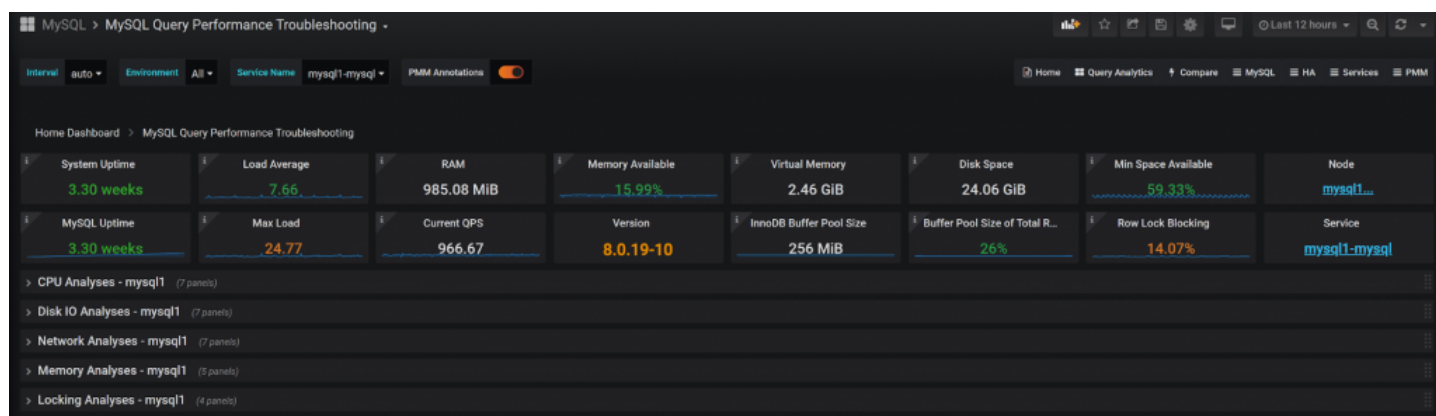 MySQL > MySQL Query Performance Troubleshooting
Last 12 hours
Interval auto Environment All Service Name mysql1-mysql PMM Annotations Home Query Analytics Compare MySQL HA Services PMM
Home Dashboard > MySQL Query Performance Troubleshooting
System Uptime Load Average RAM Memory Available Virtual Memory Disk Space Min Space Available Node
3.30 weeks 7.66 985.08 MiB 15.99% 2.46 GiB 24.06 GiB 59.33% mysql1...
MySQL Uptime Max Load Current QPS Version InnoDB Buffer Pool Size Buffer Pool Size of Total R... Row Lock Blocking Service
3.30 weeks 24.77 966.67 8.0.19-10 256 MiB 26% 14.07% mysql1-mysql
> CPU Analyses - mysql1 (7 panels)
> Disk IO Analyses - mysql1 (7 panels)
> Network Analyses - mysql1 (7 panels)
> Memory Analyses - mysql1 (5 panels)
> Locking Analyses - mysql1 (4 panels)